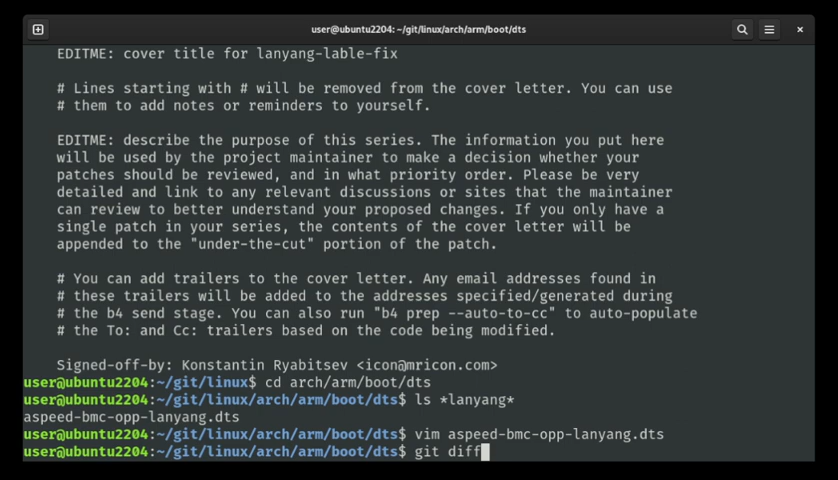 user@ubuntu2204: ~/git/linux/arch/arm/boot/dts
EDITME: cover title for lanyang-lable-fix
# Lines starting with # will be removed from the cover letter. You can use
# them to add notes or reminders to yourself.
EDITME: describe the purpose of this series. The information you put here
will be used by the project maintainer to make a decision whether your
patches should be reviewed, and in what priority order. Please be very
detailed and link to any relevant discussions or sites that the maintainer
can review to better understand your proposed changes. If you only have a
single patch in your series, the contents of the cover letter will be
appended to the "under-the-cut" portion of the patch.
# You can add trailers to the cover letter. Any email addresses found in
# these trailers will be added to the addresses specified/generated during
# the b4 send stage. You can also run "b4 prep --auto-to-cc" to auto-populate
# the To: and Cc: trailers based on the code being modified.
Signed-off-by: Konstantin Ryabitsev <icon@mricon.com>
user@ubuntu2204:~/git/linux$ cd arch/arm/boot/dts
user@ubuntu2204:~/git/linux/arch/arm/boot/dts$ ls *lanyang*
aspeed-bmc-opp-lanyang.dts
user@ubuntu2204:~/git/linux/arch/arm/boot/dts$ vim aspeed-bmc-opp-lanyang.dts
user@ubuntu2204:~/git/linux/arch/arm/boot/dts$ git diff